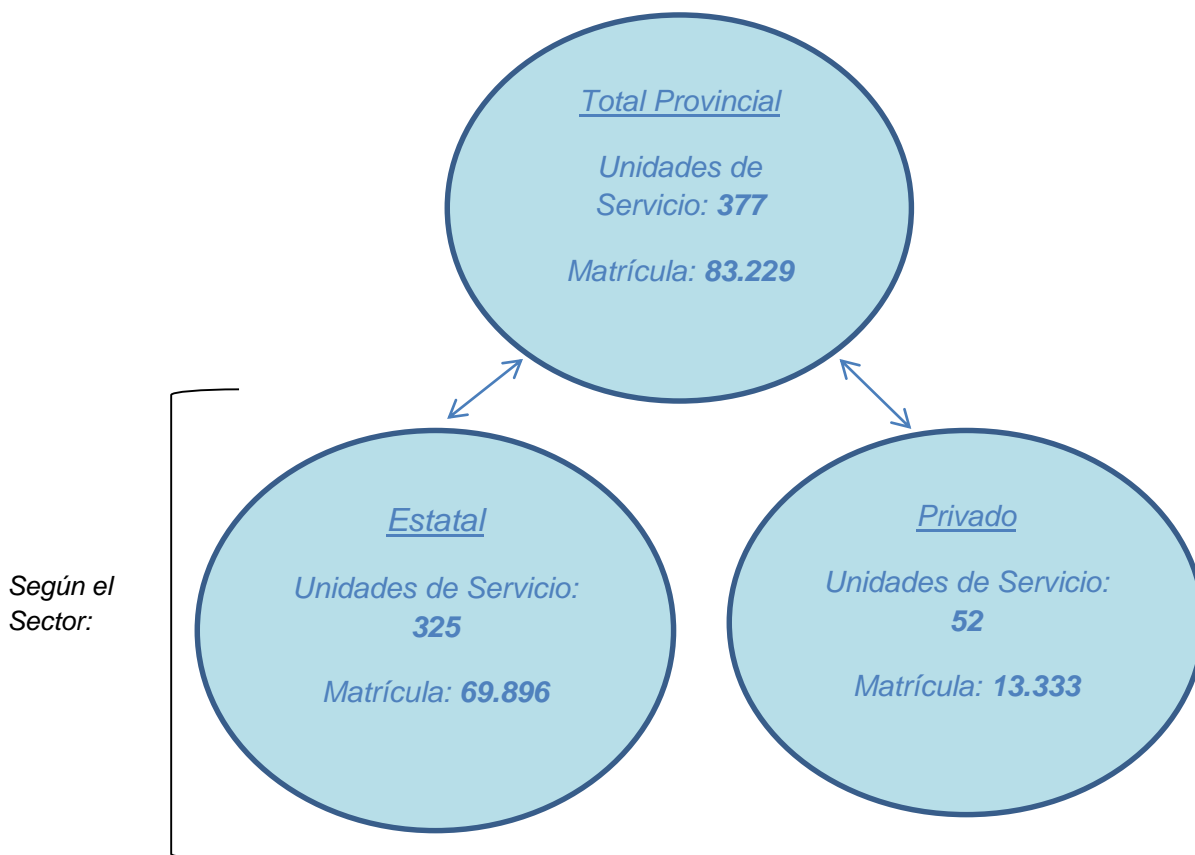 Total Provincial
Unidades de
Servicio: 377
Matrícula: 83.229
Según el
Sector:
Estatal
Unidades de Servicio:
325
Matrícula: 69.896
Privado
Unidades de Servicio:
52
Matrícula: 13.333